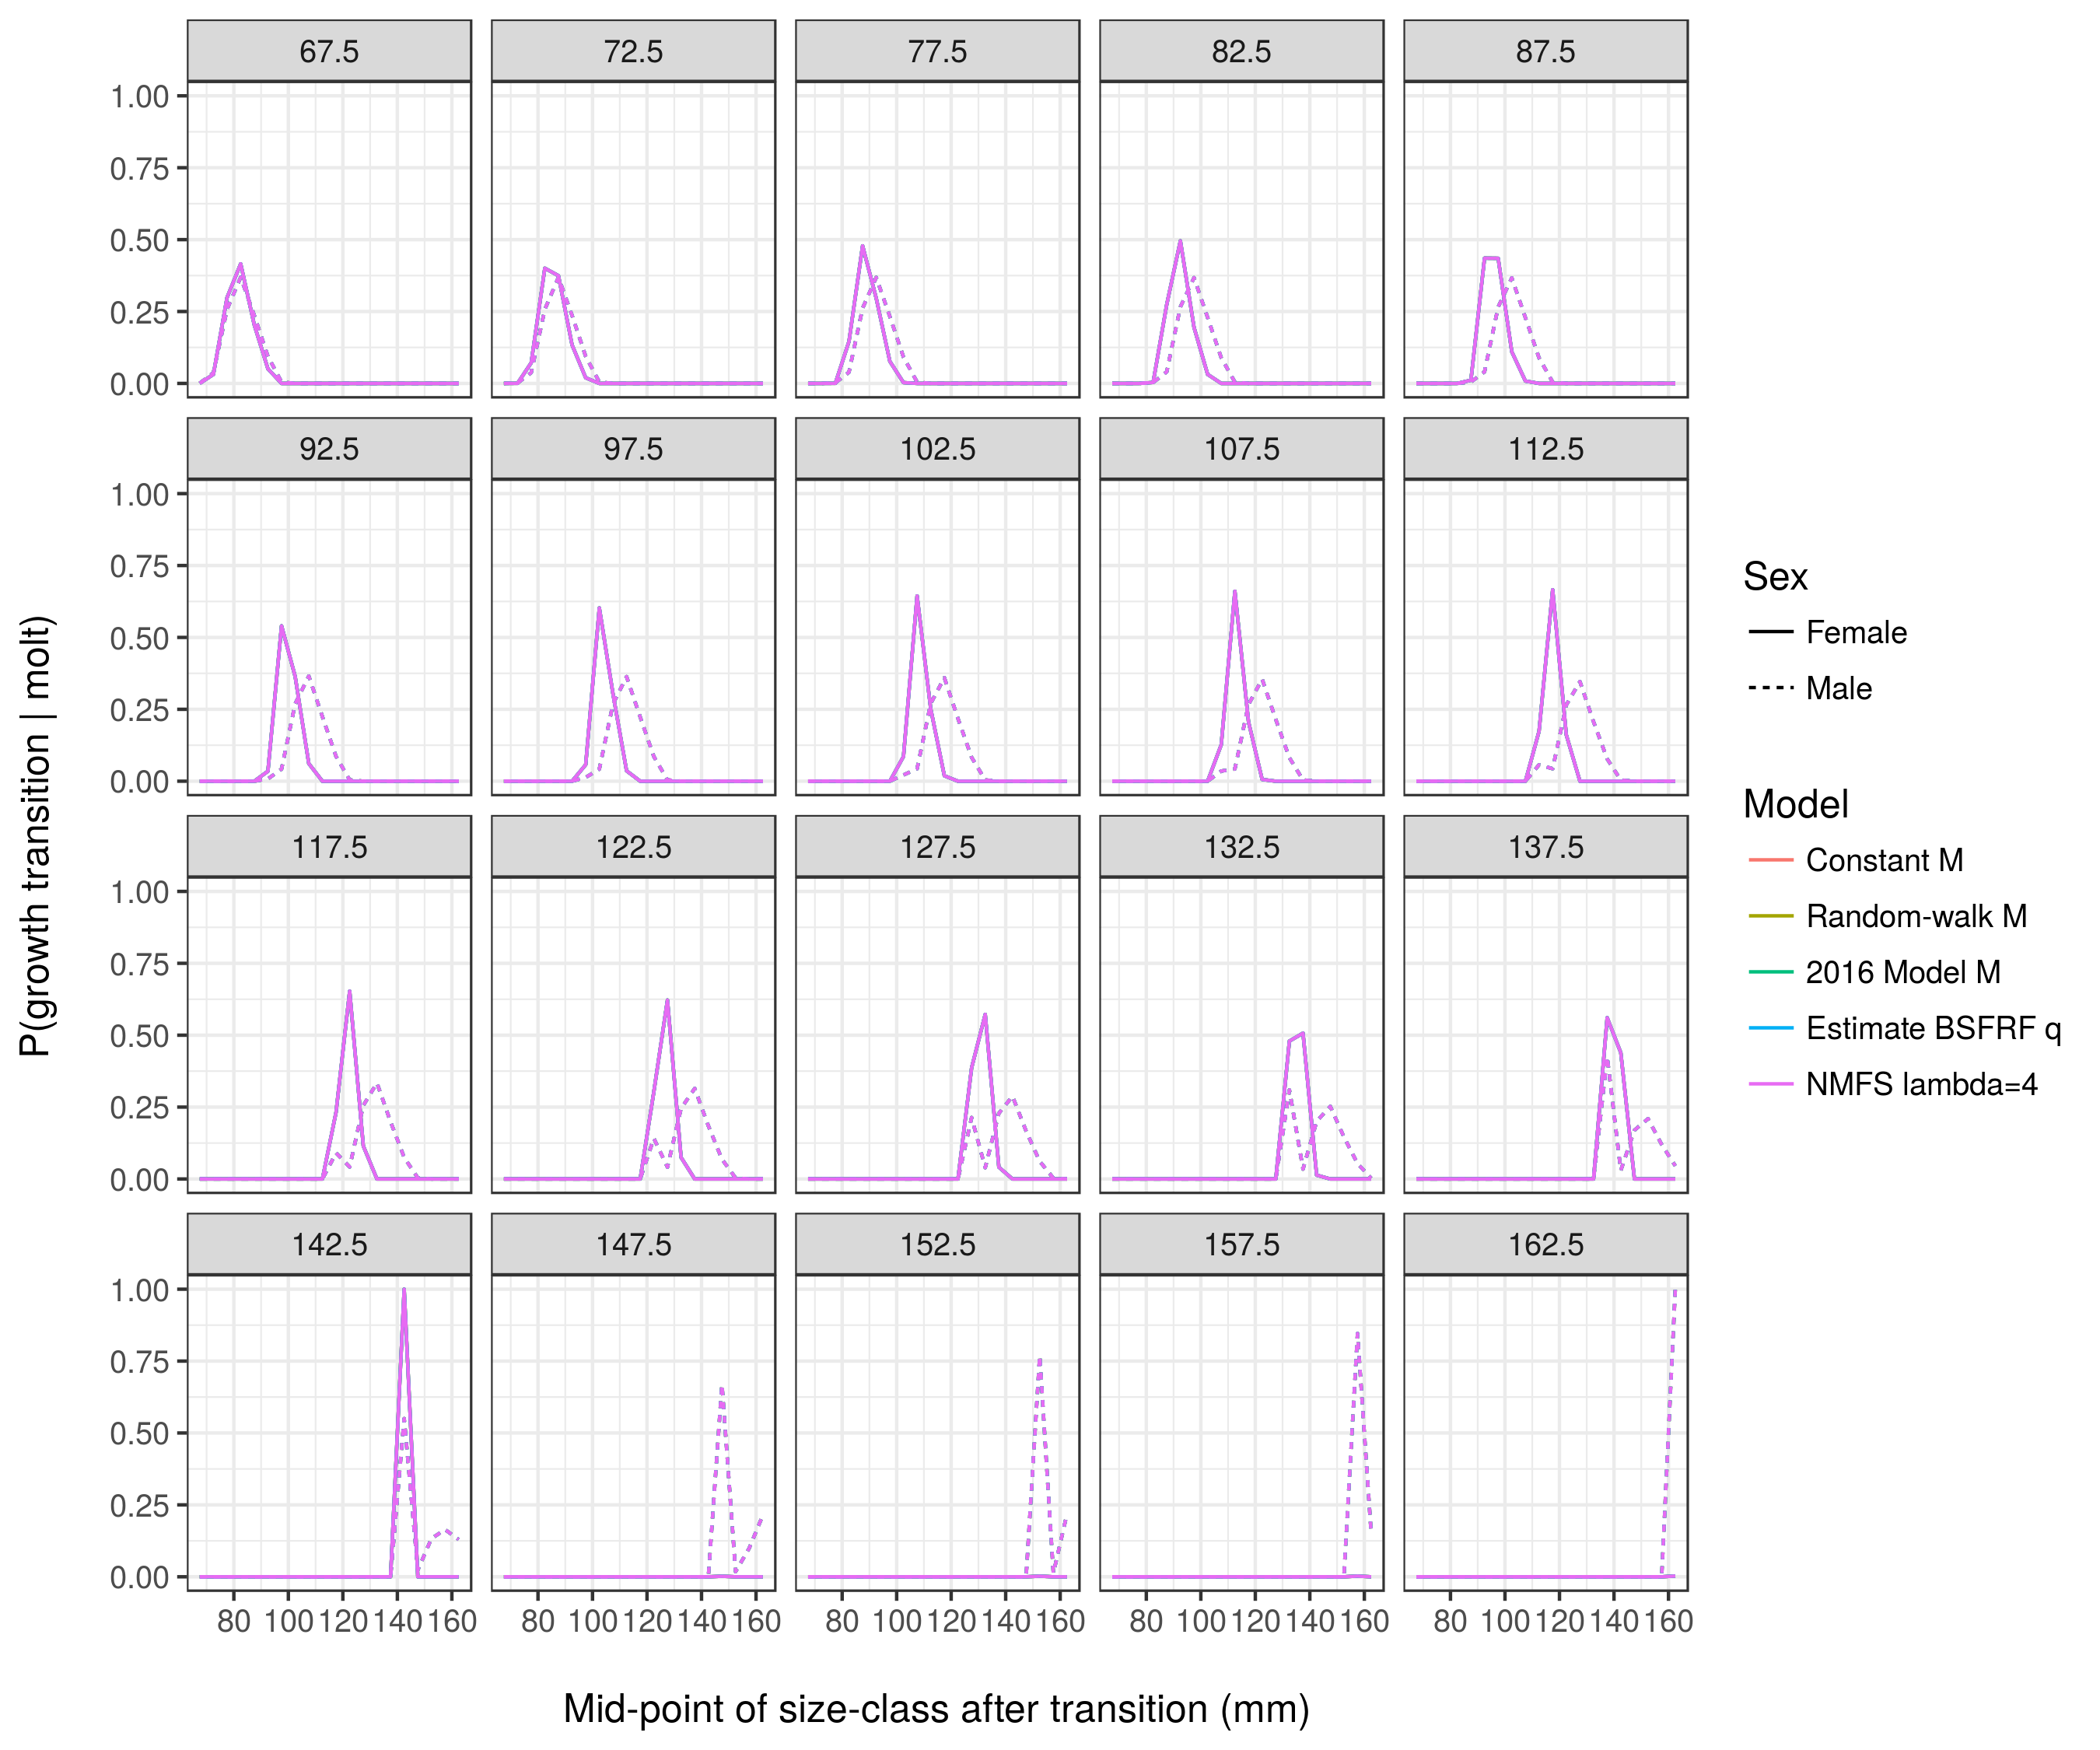 67.5 72.5 77.5 82.5 87.5
1.00
0.75
0.50
0.25
0.00
92.5 97.5 102.5 107.5 112.5
1.00
0.75
0.50
0.25
0.00
117.5 122.5 127.5 132.5 137.5
1.00
0.75
0.50
0.25
0.00
142.5 147.5 152.5 157.5 162.5
1.00
0.75
0.50
0.25
0.00
80 100 120 140 160 80 100 120 140 160 80 100 120 140 160 80 100 120 140 160 80 100 120 140 160
Mid-point of size-class after transition (mm)
P(growth transition | molt)
Sex
Female
Male
Model
Constant M
Random-walk M
2016 Model M
Estimate BSFRF q
NMFS lambda=4